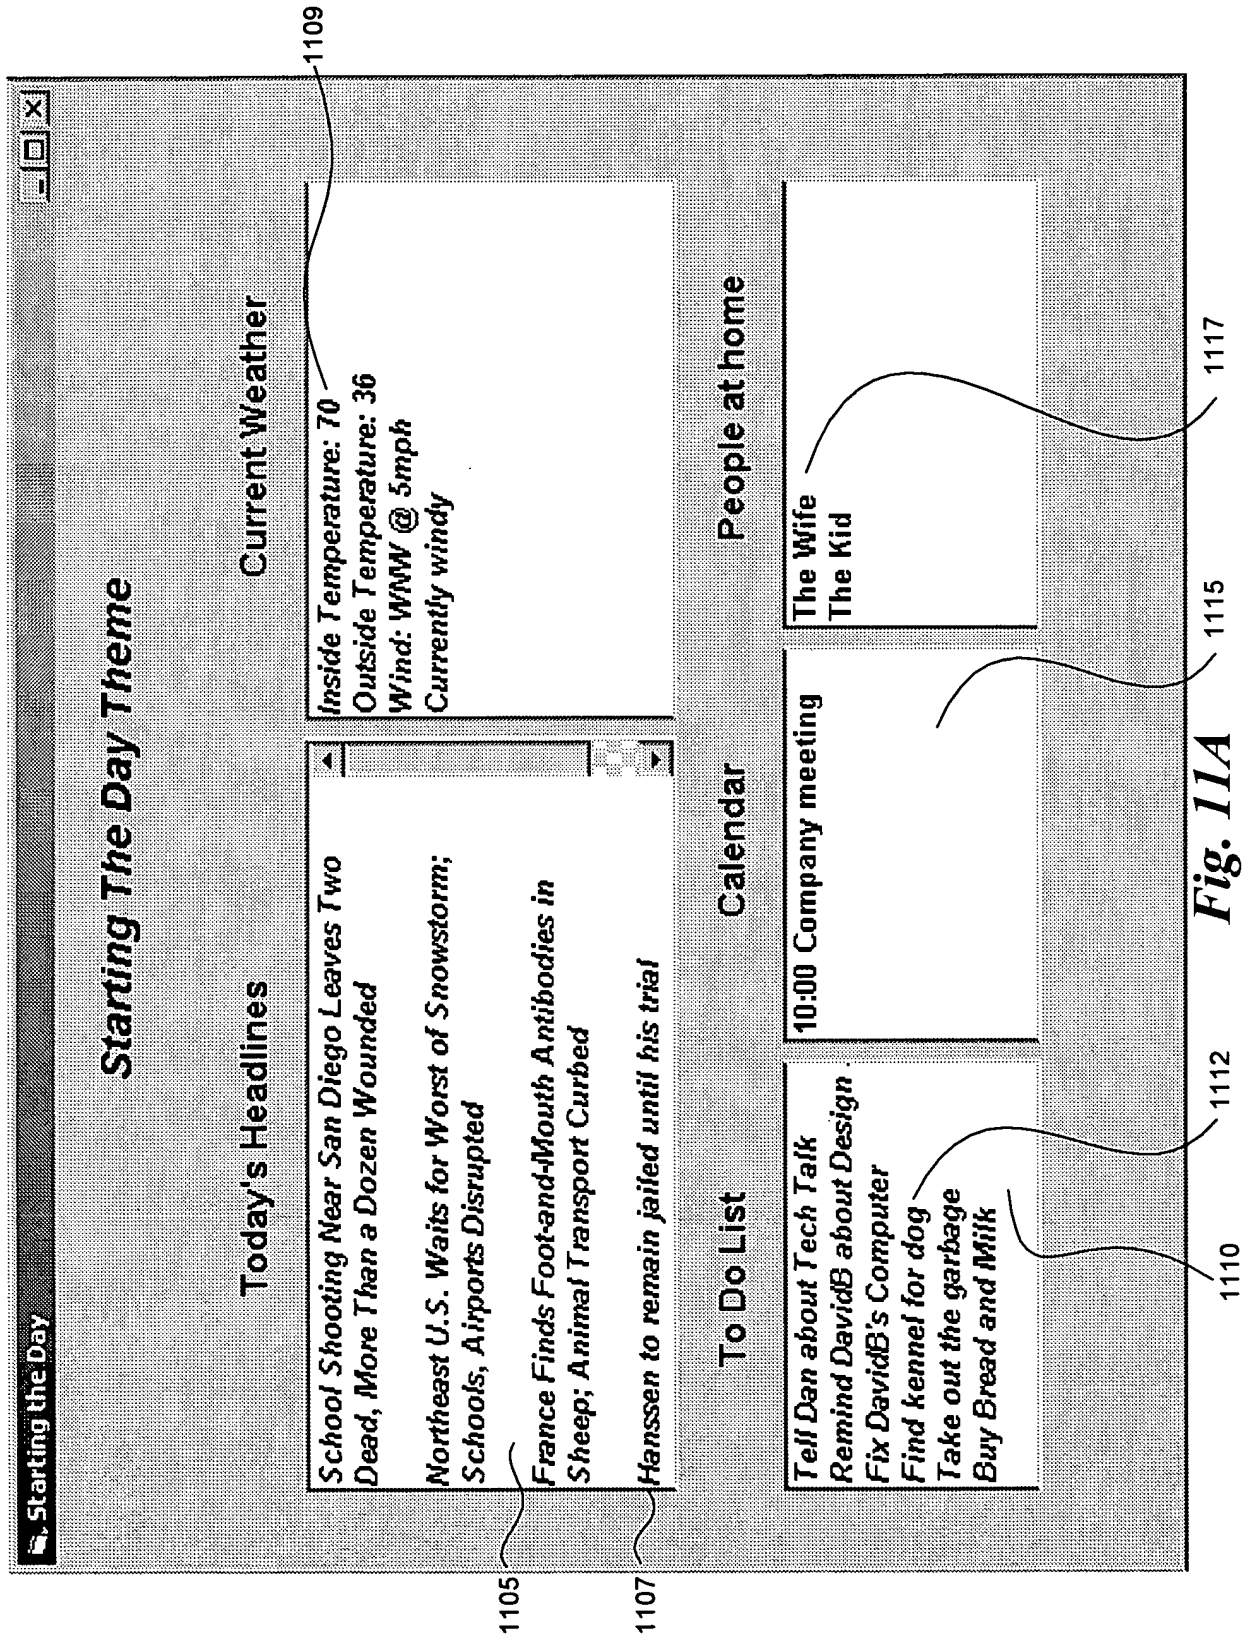 Starting the Day
Starting The Day Theme
Today's Headlines
Current Weather
School Shooting Near San Diego Leaves Two
Dead, More Than a Dozen Wounded
Northeast U.S. Waits for Worst of Snowstorm;
Schools, Airports Disrupted
France Finds Foot-and-Mouth Antibodies in
Sheep; Animal Transport Curbed
Hanssen to remain jailed until his trial
Inside Temperature: 70
Outside Temperature: 36
Wind: WNW @ 5mph
Currently windy
1109
1105
1107
To Do List
Calendar
People at home
Tell Dan about Tech Talk
Remind DavidB about Design .
Fix DavidB's Computer
Find kennel for dog
Take out the garbage
Buy Bread and Milk
10:00 Company meeting
The Wife
The Kid
1110
1112
1115
1117
Fig. 11A